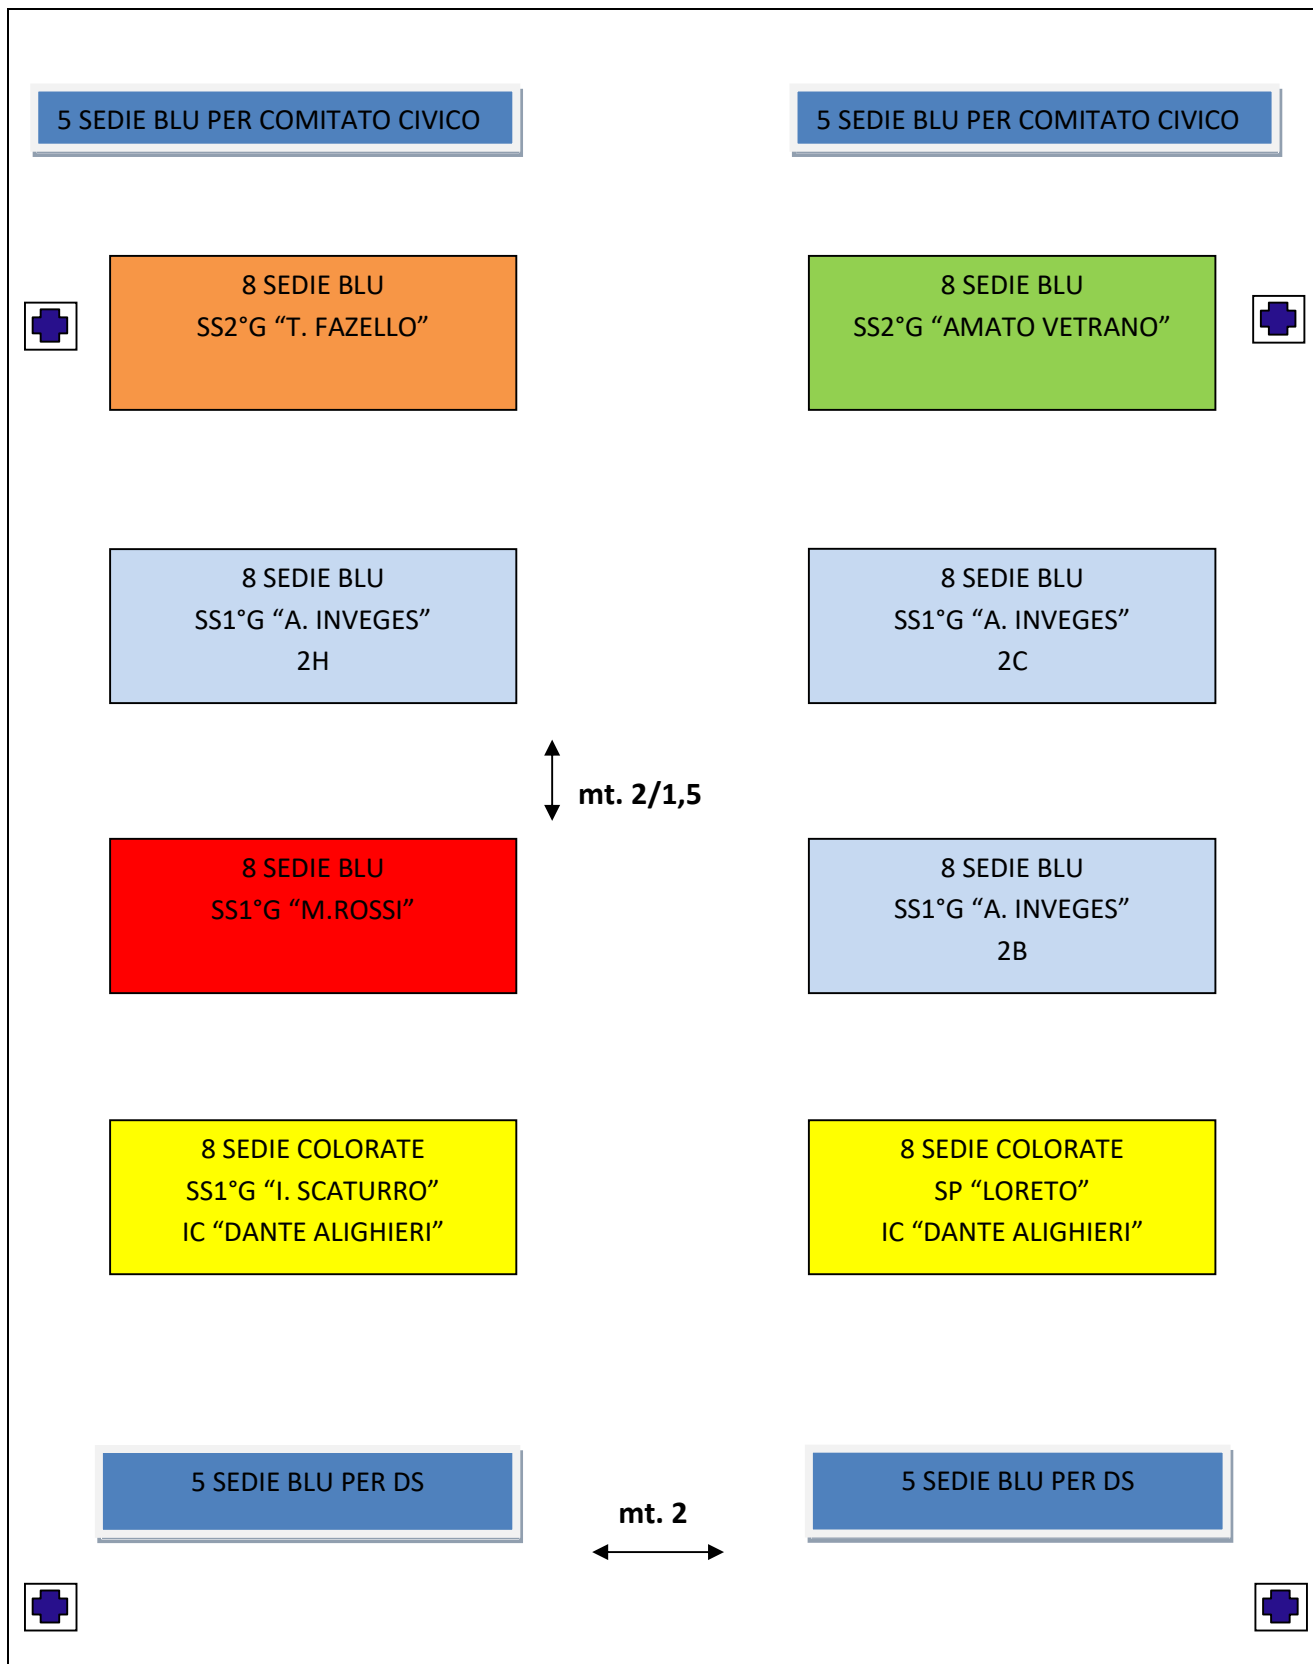 5 SEDIE BLU PER COMITATO CIVICO
5 SEDIE BLU PER COMITATO CIVICO
8 SEDIE BLU
SS2°G “T. FAZELLO”
8 SEDIE BLU
SS2°G “AMATO VETRANO”
8 SEDIE BLU
SS1°G “A. INVEGES”
2H
8 SEDIE BLU
SS1°G “A. INVEGES”
2C
mt. 2/1,5
8 SEDIE BLU
SS1°G “M.ROSSI”
8 SEDIE BLU
SS1°G “A. INVEGES”
2B
8 SEDIE COLORATE
SS1°G “I. SCATURRO”
IC “DANTE ALIGHIERI”
8 SEDIE COLORATE
SP “LORETO”
IC “DANTE ALIGHIERI”
5 SEDIE BLU PER DS
5 SEDIE BLU PER DS
mt. 2